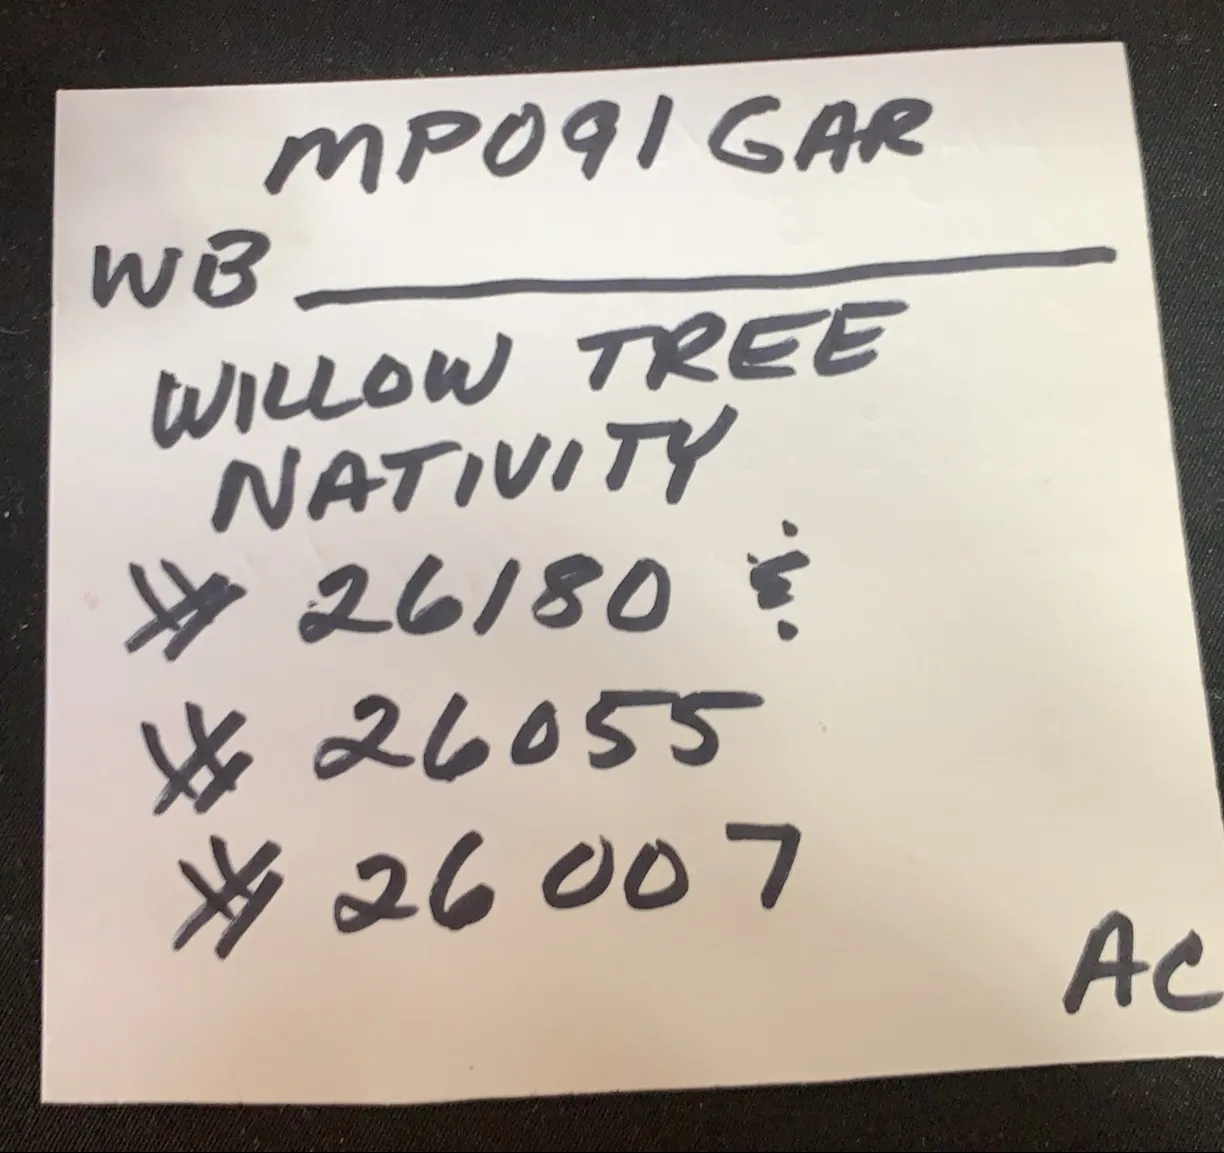 MP091GAR
WB
WILLOW TREE
NATIVITY
# 26180 &
# 26055
# 26007
AC